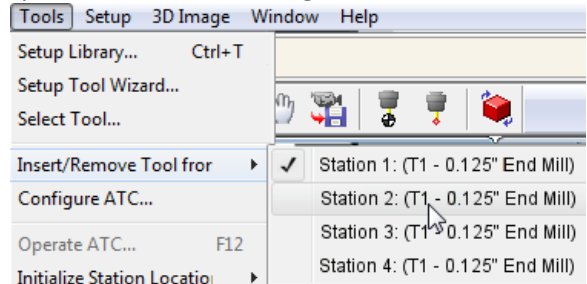 Tools Setup 3D Image Window Help
Setup Library... Ctrl+T
Setup Tool Wizard...
Select Tool...
Insert/Remove Tool fror
Station 1: (T1 - 0.125" End Mill)
Configure ATC...
Station 2: (T1 - 0.125" End Mill)
Station 3: (T1 - 0.125" End Mill)
Operate ATC... F12
Station 4: (T1 - 0.125" End Mill)
Initialize Station Locatio